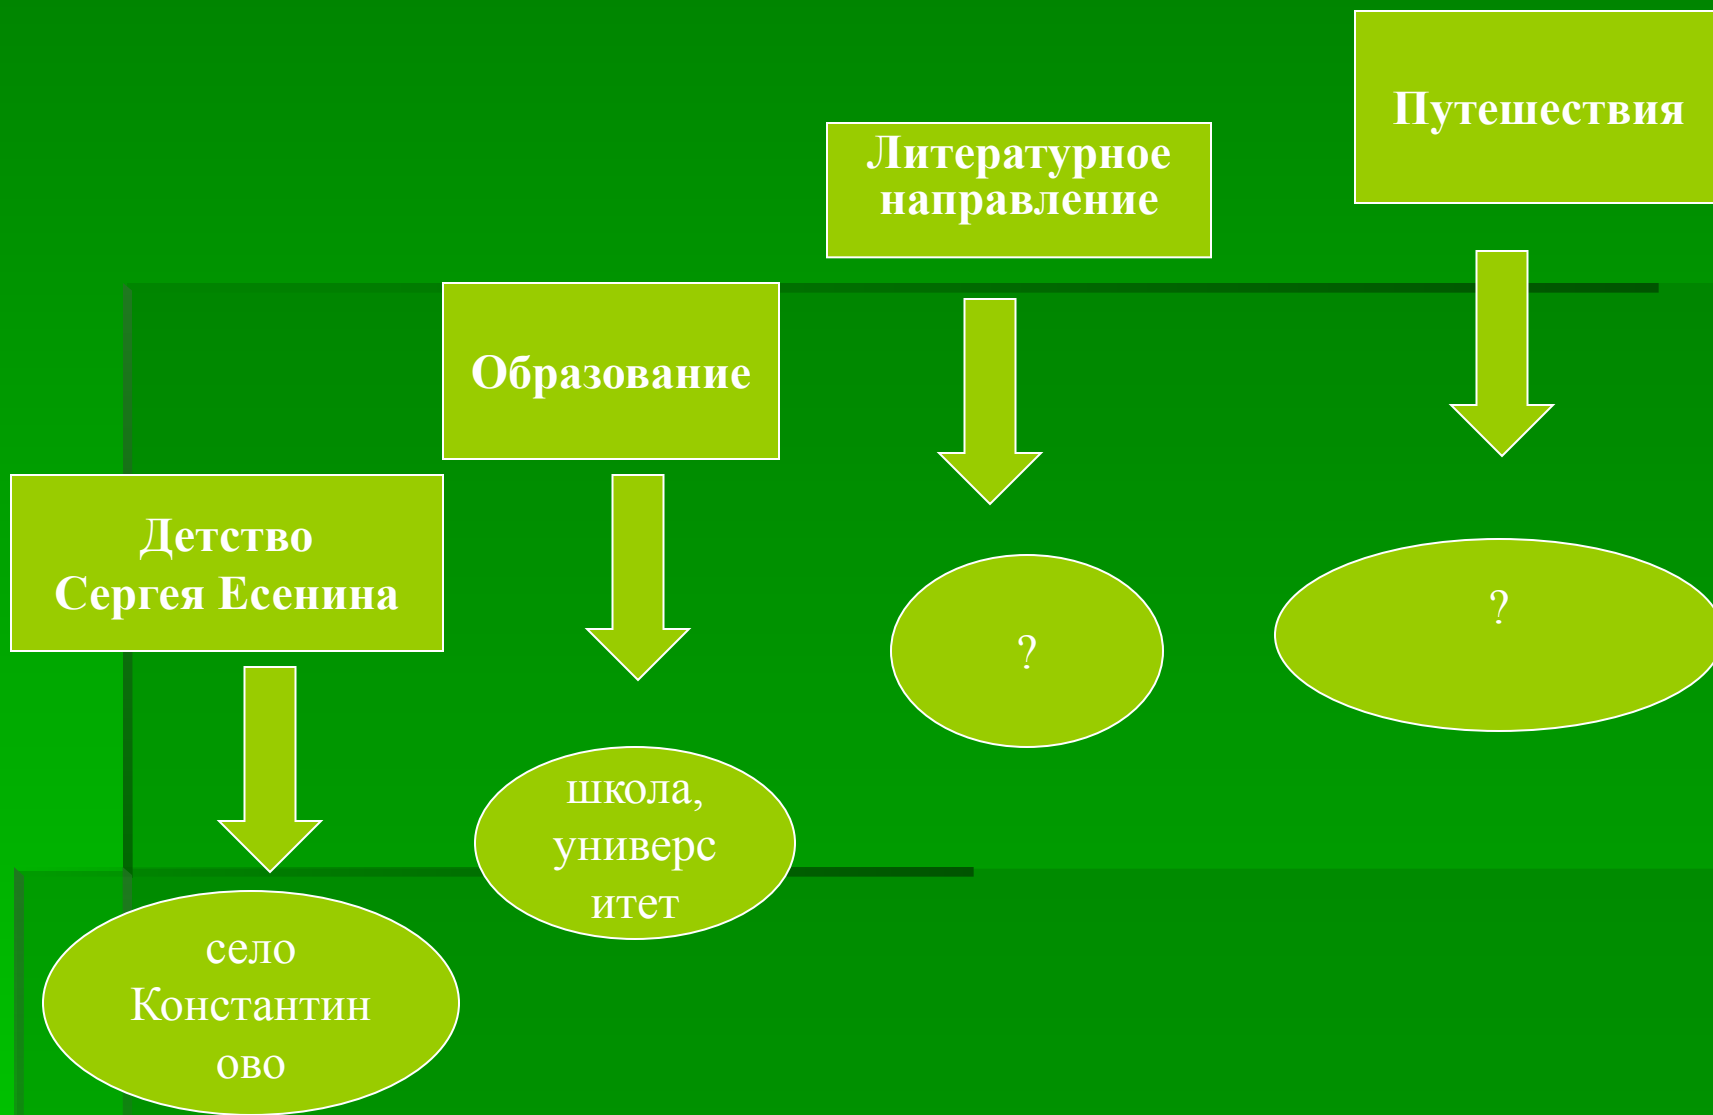 Путешествия
Литературное
направление
Образование
Детство
Сергея Есенина
?
?
школа,
универс
итет
село
Константин
ово